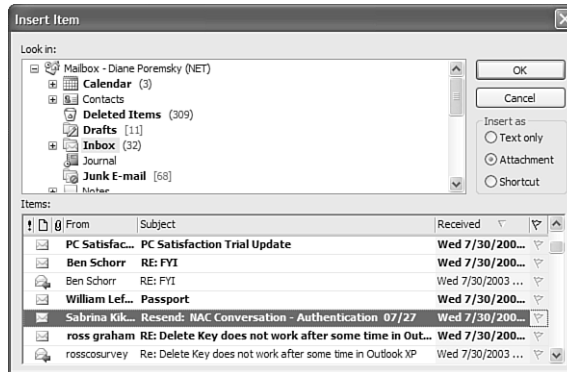 Insert Item
Look in:
Mailbox - Diane Poremsky (NET)
Calendar (3)
Contacts
Deleted Items (309)
Drafts [11]
Inbox (32)
Journal
Junk E-mail [68]
Notes
OK
Cancel
Insert as
Text only
Attachment
Shortcut
Items:
From Subject Received
PC Satisfac... PC Satisfaction Trial Update Wed 7/30/200...
Ben Schorr RE: FYI Wed 7/30/200...
Ben Schorr RE: FYI Wed 7/30/2003 ...
William Lef... Passport Wed 7/30/200...
Sabrina Kik... Resend: NAC Conversation - Authentication 07/27 Wed 7/30/200...
ross graham RE: Delete Key does not work after some time in Out... Wed 7/30/200...
rosscosurvey Re: Delete Key does not work after some time in Outlook XP Wed 7/30/2003 ...